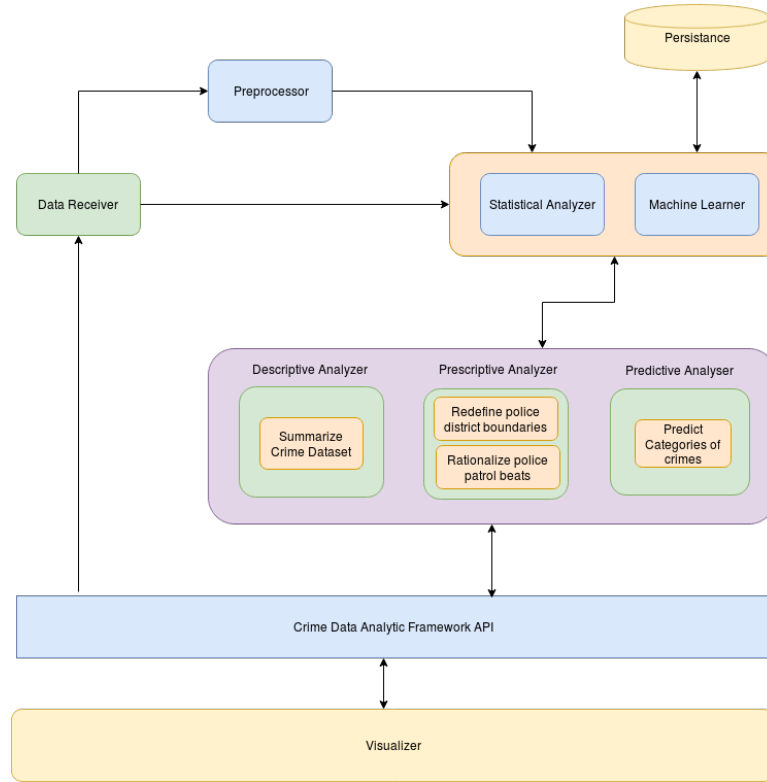 Persistance
Preprocessor
Data Receiver
Statistical Analyzer
Machine Learner
Descriptive Analyzer
Prescriptive Analyzer
Predictive Analyser
Summarize
Crime Dataset
Redefine police
district boundaries
Rationalize police
patrol beats
Predict
Categories of
crimes
Crime Data Analytic Framework API
Visualizer